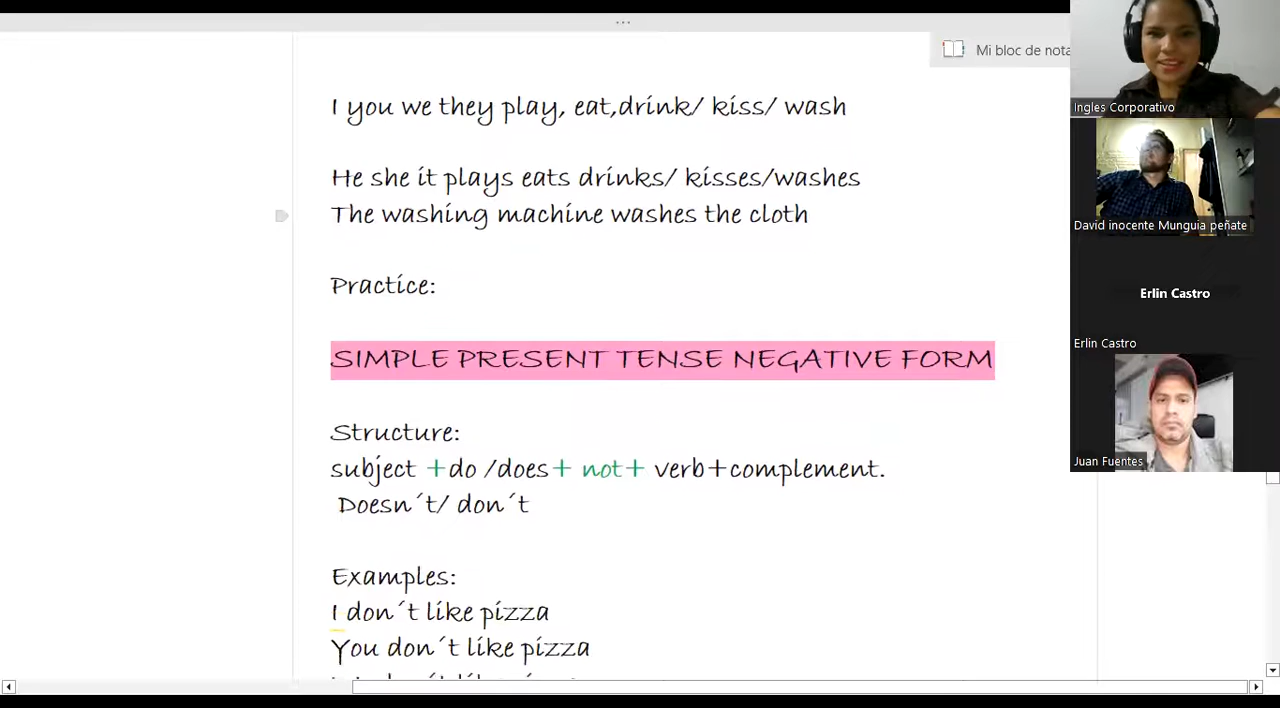 ...
Mi bloc de nota
I you we they play, eat,drink/ kiss/ wash
Ingles Corporativo
He she it plays eats drinks/ kisses/washes
The washing machine washes the cloth
David inocente Munguia peñate
Practice:
Erlin Castro
Erlin Castro
SIMPLE PRESENT TENSE NEGATIVE FORM
Structure:
subject +do /does+ not+ verb+complement.
Juan Fuentes
Doesn´t/ don´t
Examples:
I don´t like pizza
You don´t like pizza